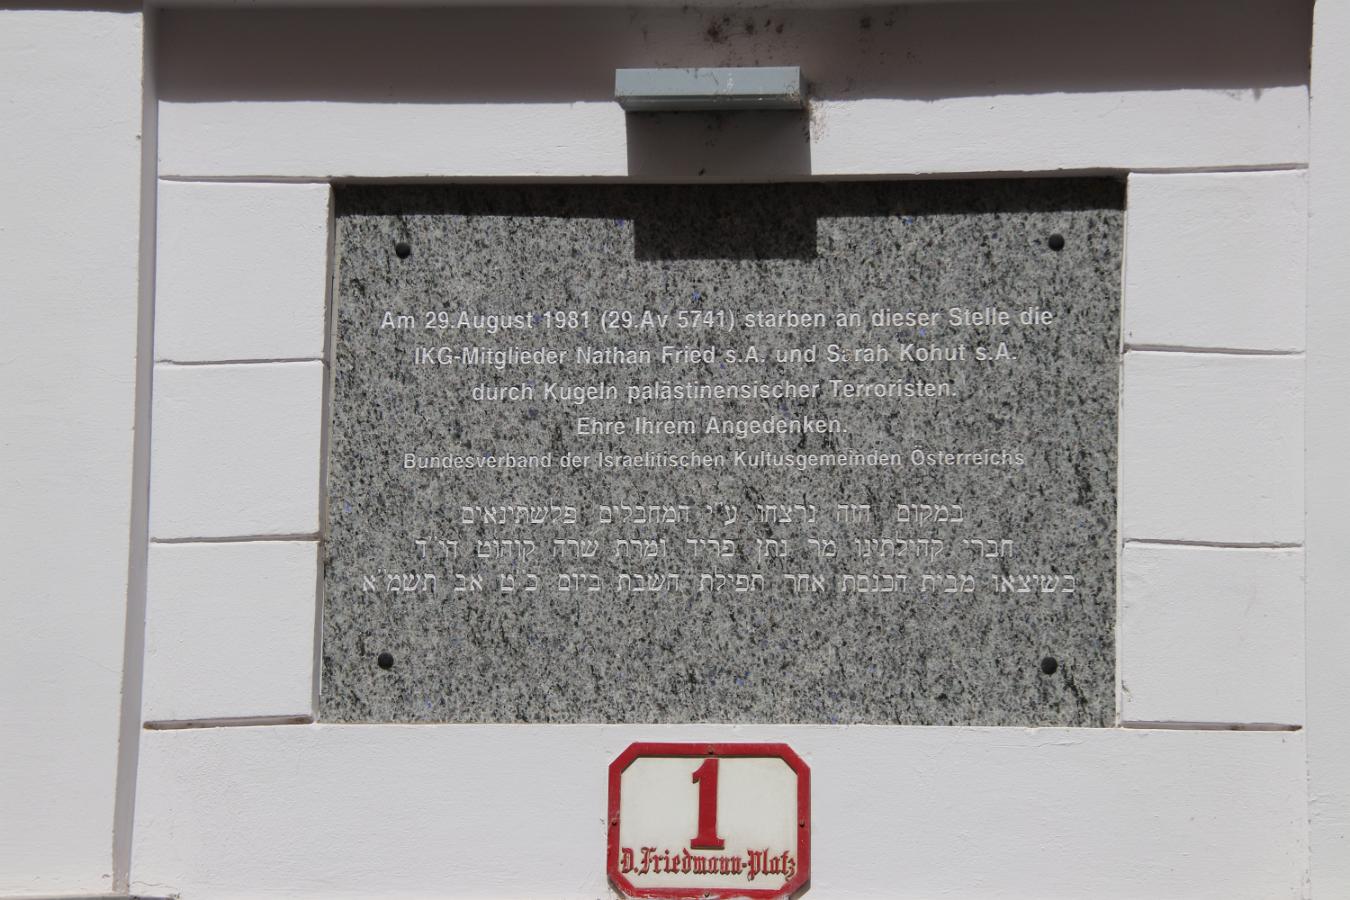 Am 29.August 1981 (29.Av 5741) starben an dieser Stelle die
IKG-Mitglieder Nathan Fried s.A. und Sarah Kohut s.A.
durch Kugeln palästinensischer Terroristen.
Ehre Ihrem Angedenken.
Bundesverband der Israelitischen Kultusgemeinden Österreichs
במקום הזה נרצחו ע״י המחבלים פלשתינאים
חברי קהילתינו מר נתן פריד ומרת שרה קוהוט הי״ד
כשיצאו מבית הכנסת אחר תפילת השבת ביום כ״ט אב תשמ״א
1
D.Friedmann-Platz